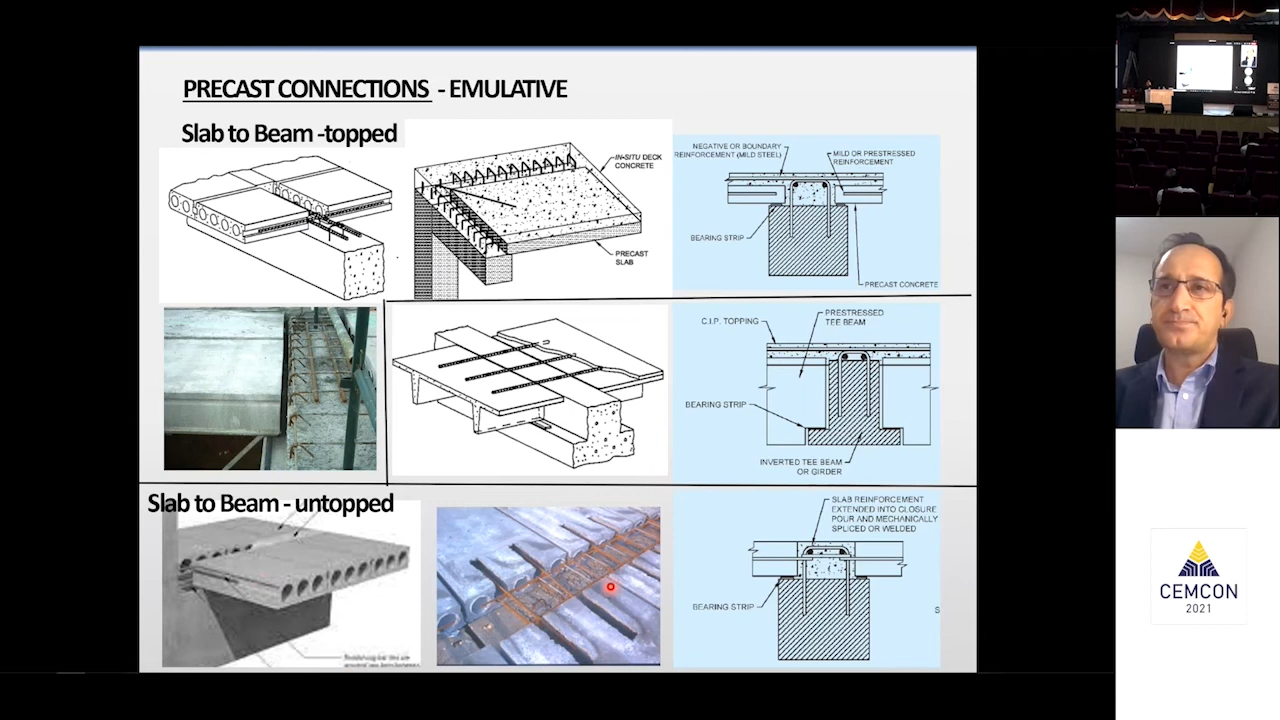 PRECAST CONNECTIONS - EMULATIVE
Slab to Beam -topped
IN-SITU DECK
CONCRETE
PRECAST
SLAB
NEGATIVE OR BOUNDARY
REINFORCEMENT (MILD STEEL)
MILD OR PRESTRESSED
REINFORCEMENT
BEARING STRIP
PRECAST CONCRETE
C.I.P. TOPPING
PRESTRESSED
TEE BEAM
BEARING STRIP
INVERTED TEE BEAM
OR GIRDER
Slab to Beam - untopped
SLAB REINFORCEMENT
EXTENDED INTO CLOSURE
POUR AND MECHANICALLY
SPLICED OR WELDED
BEARING STRIP
S
CEMCON
2021